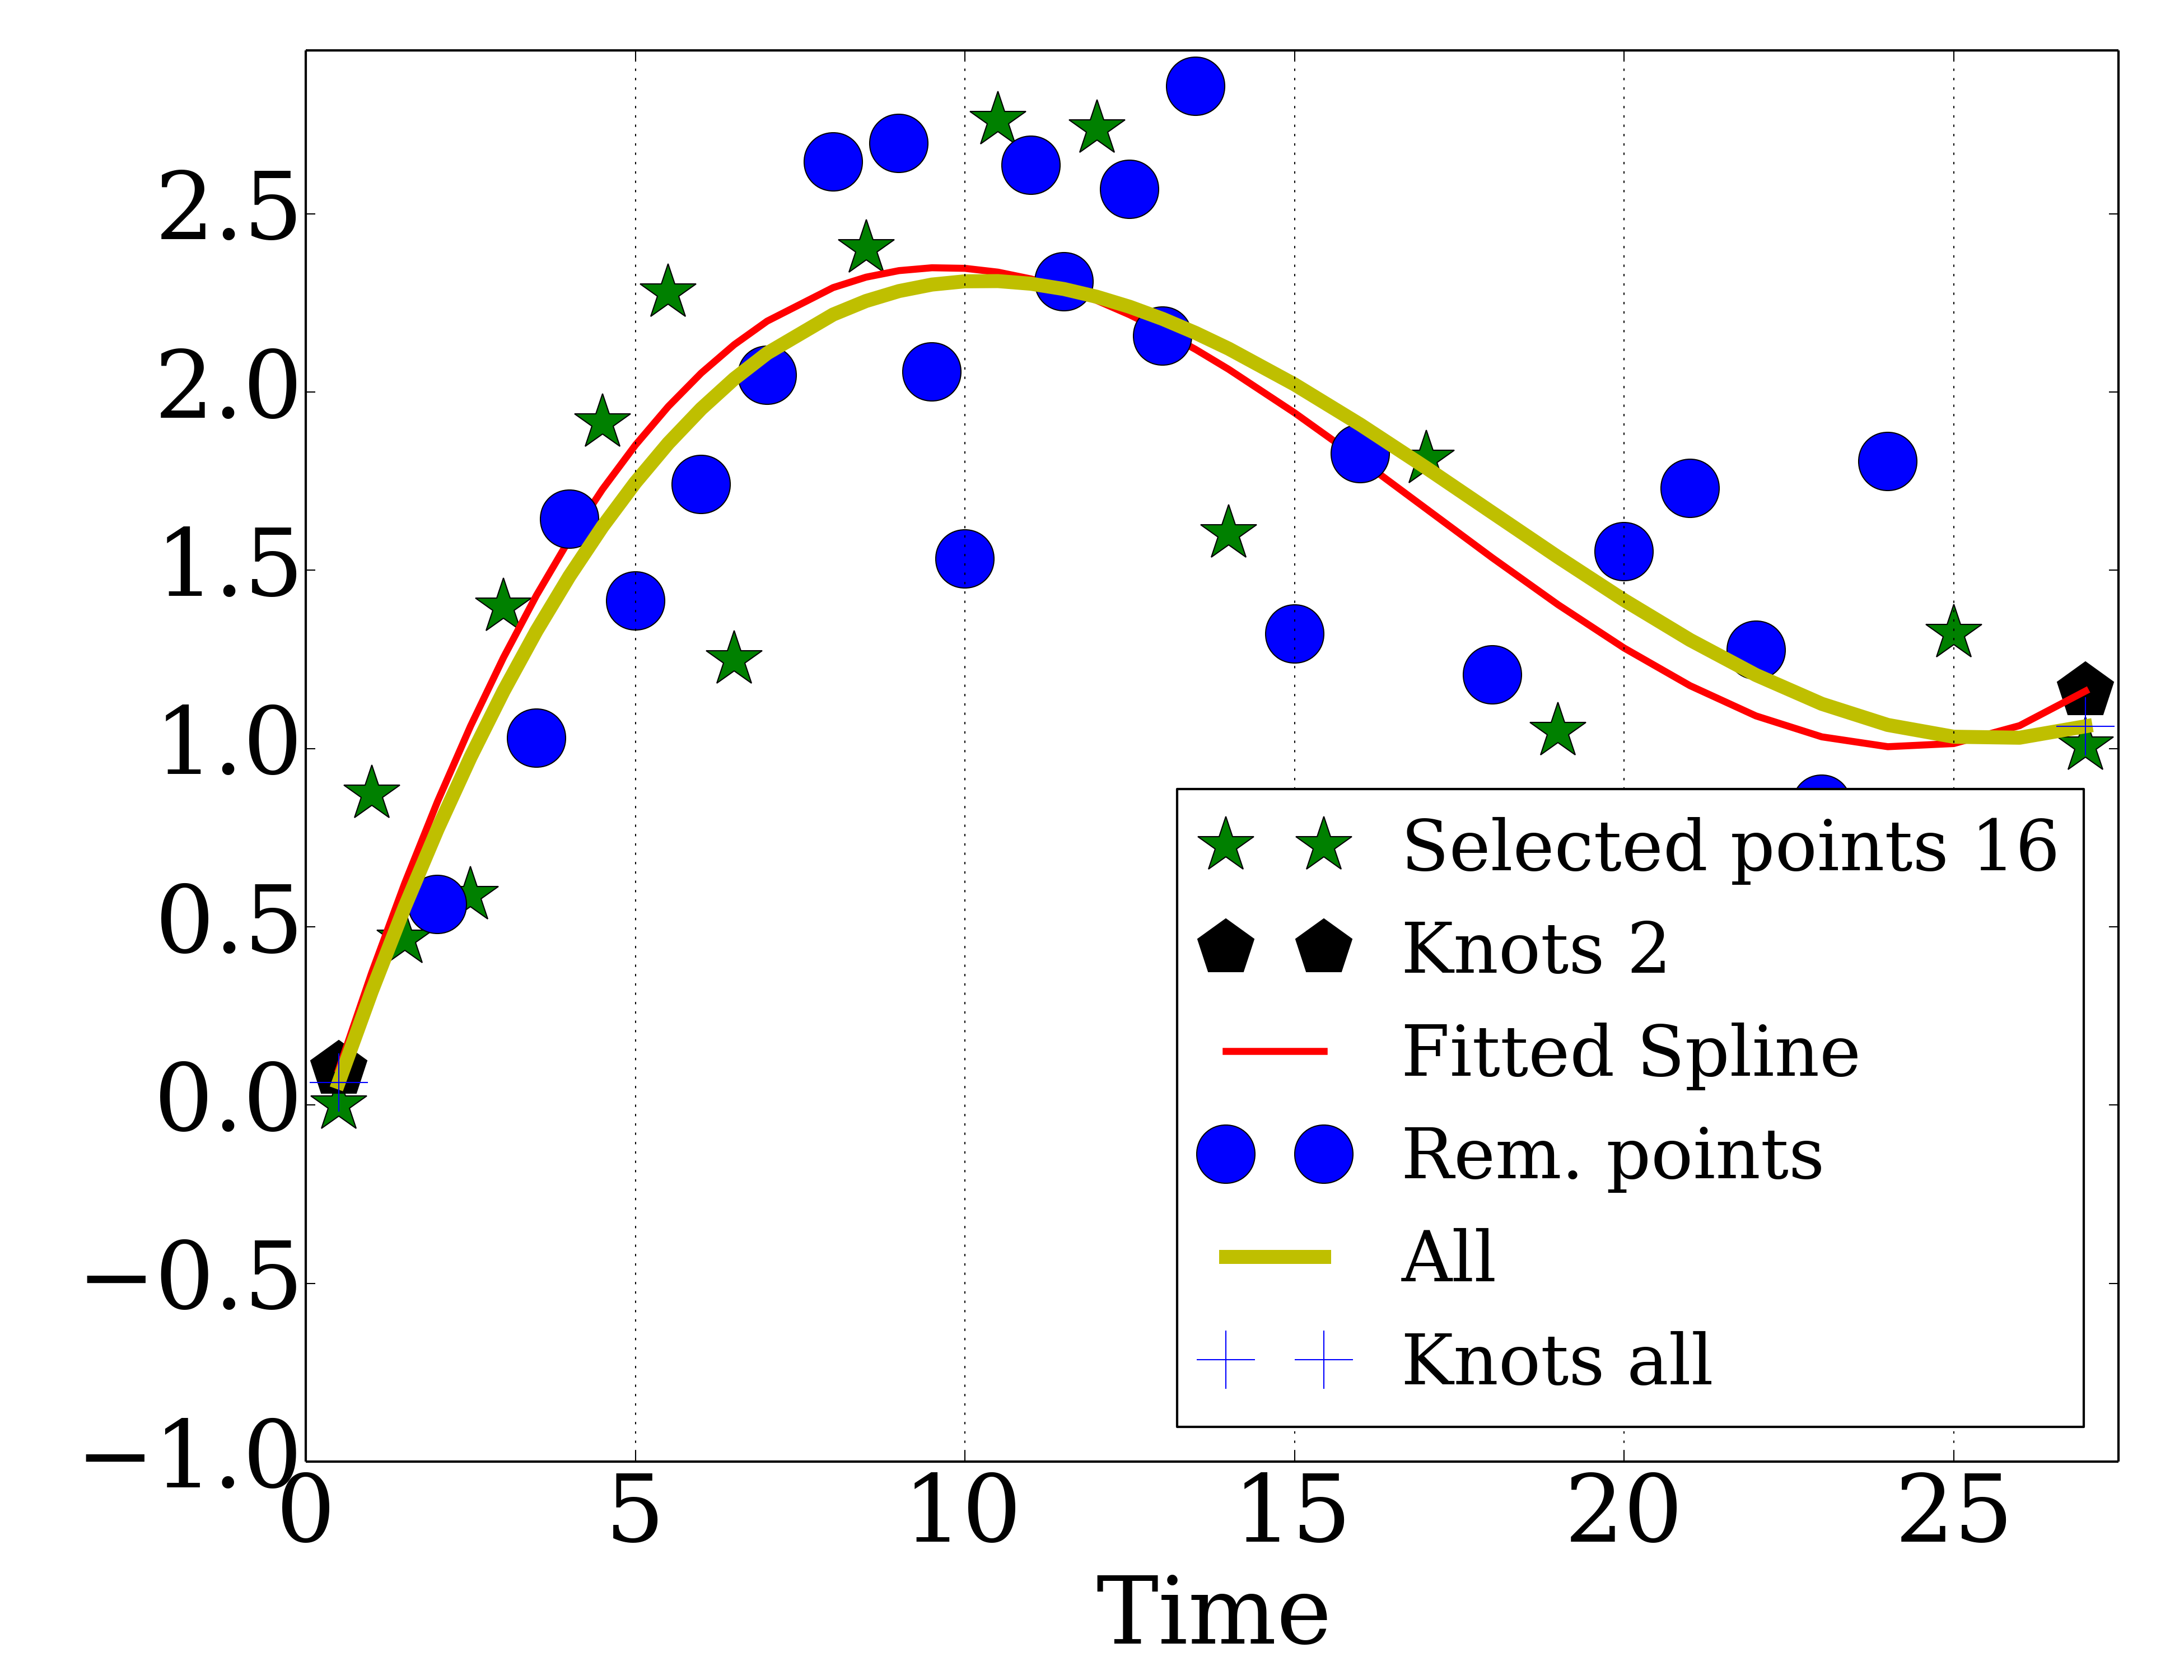 2.5
2.0
1.5
1.0
0.5
0.0
−0.5
−1.0
0 5 10 15 20 25
Time
Selected points 16
Knots 2
Fitted Spline
Rem. points
All
Knots all